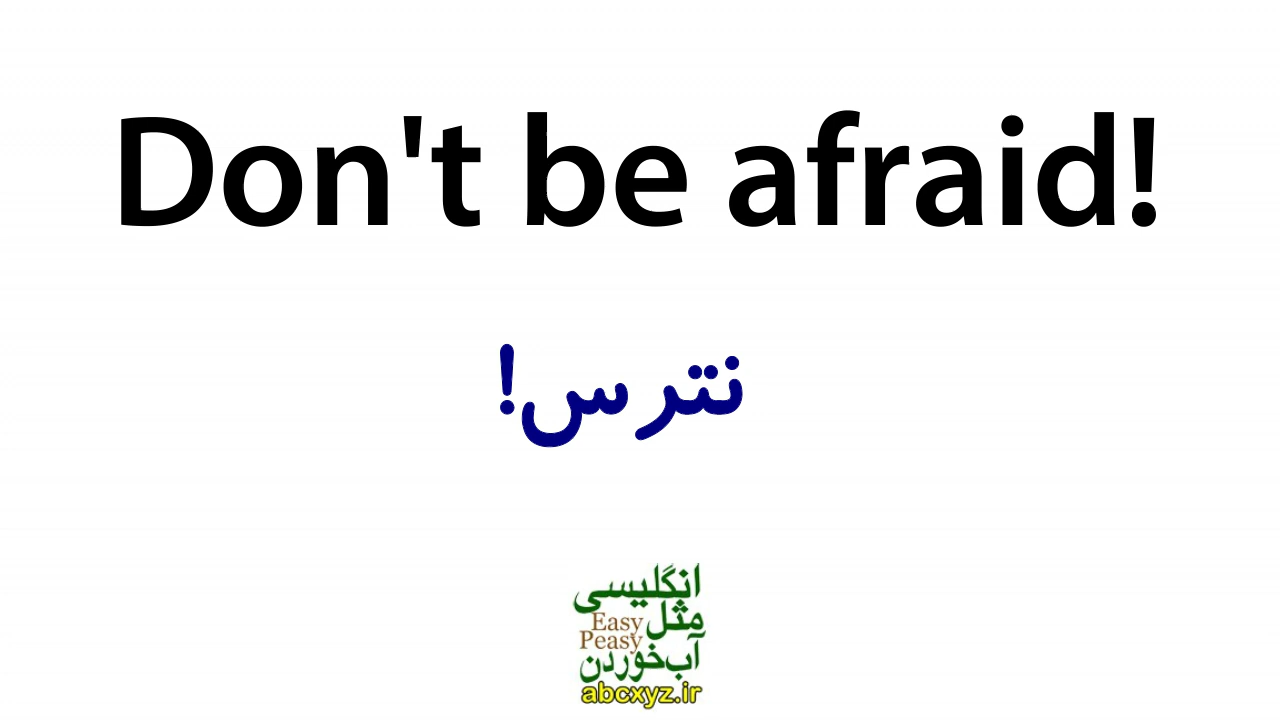 Don't be afraid!
نترس!
انگلیسی
مثل Easy
Peasy
آب‌خوردن
abcxyz.ir